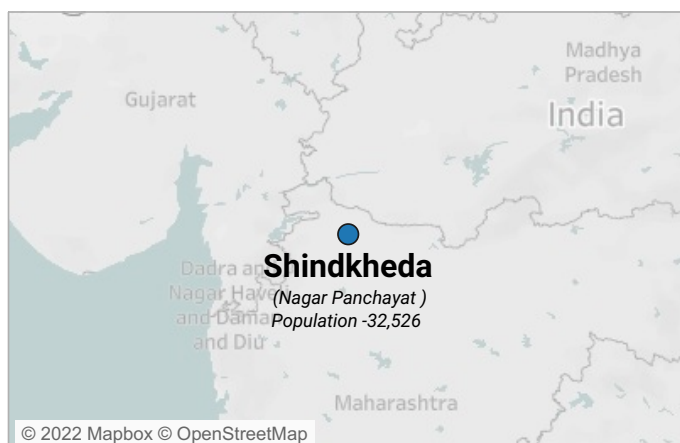 Madhya
Pradesh
Gujarat
India
Shindkheda
(Nagar Panchayat )
Population -32,526
Dadra and
Nagar Haveli
and Daman
and Diu
Maharashtra
© 2022 Mapbox © OpenStreetMap